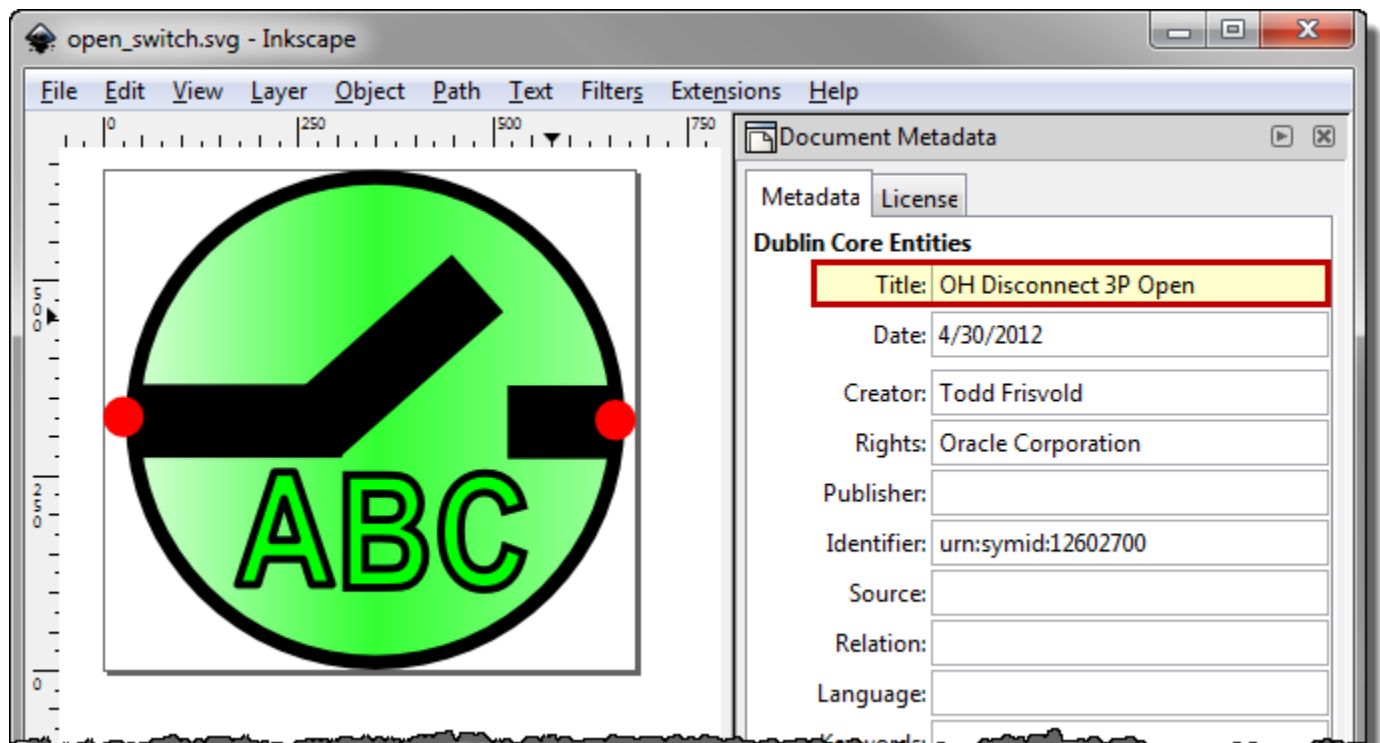 open_switch.svg - Inkscape
File Edit View Layer Object Path Text Filters Extensions Help
0 250 500 750
Document Metadata
Metadata License
Dublin Core Entities
Title: OH Disconnect 3P Open
Date: 4/30/2012
Creator: Todd Frisvold
Rights: Oracle Corporation
Publisher:
Identifier: urn:symid:12602700
Source:
Relation:
Language:
500
250
0
ABC